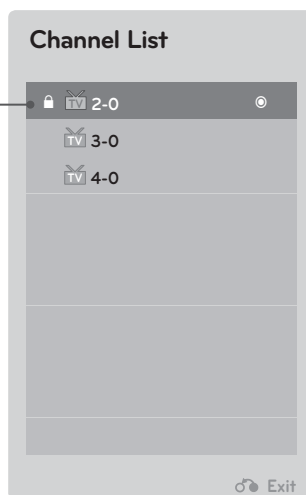 Channel List
TV 2-0
TV 3-0
TV 4-0
Exit